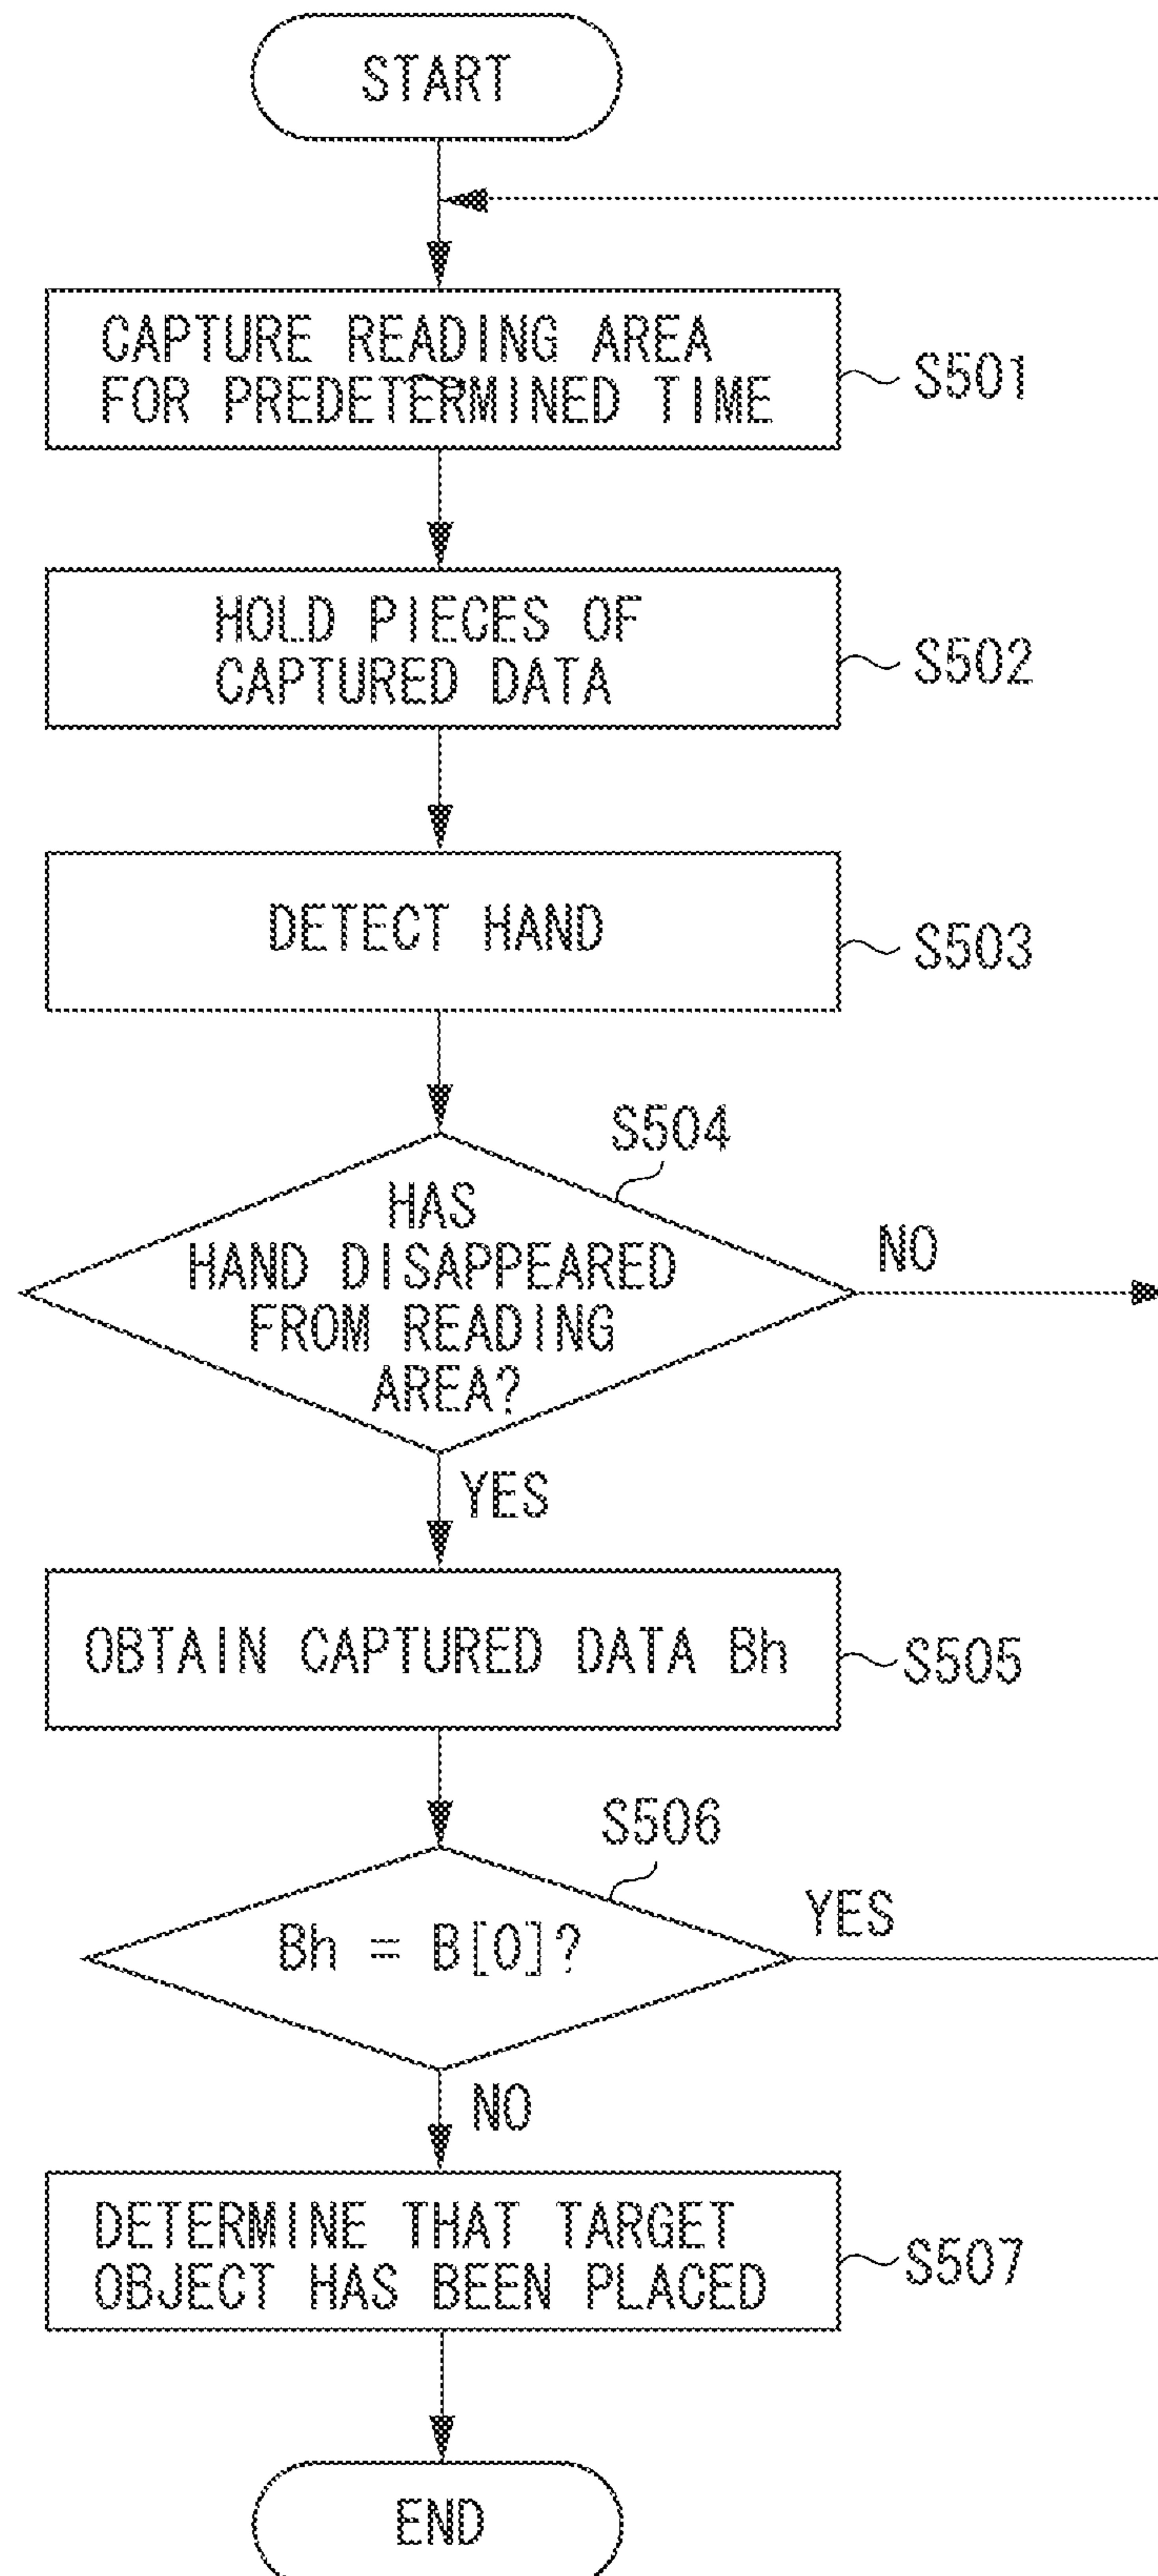 START
CAPTURE READING AREA
FOR PREDETERMINED TIME
S501
HOLD PIECES OF
CAPTURED DATA
S502
DETECT HAND
S503
S504
HAS
HAND DISAPPEARED
FROM READING
AREA?
NO
YES
OBTAIN CAPTURED DATA Bh
S505
S506
Bh = B[0]?
YES
NO
DETERMINE THAT TARGET
OBJECT HAS BEEN PLACED
S507
END